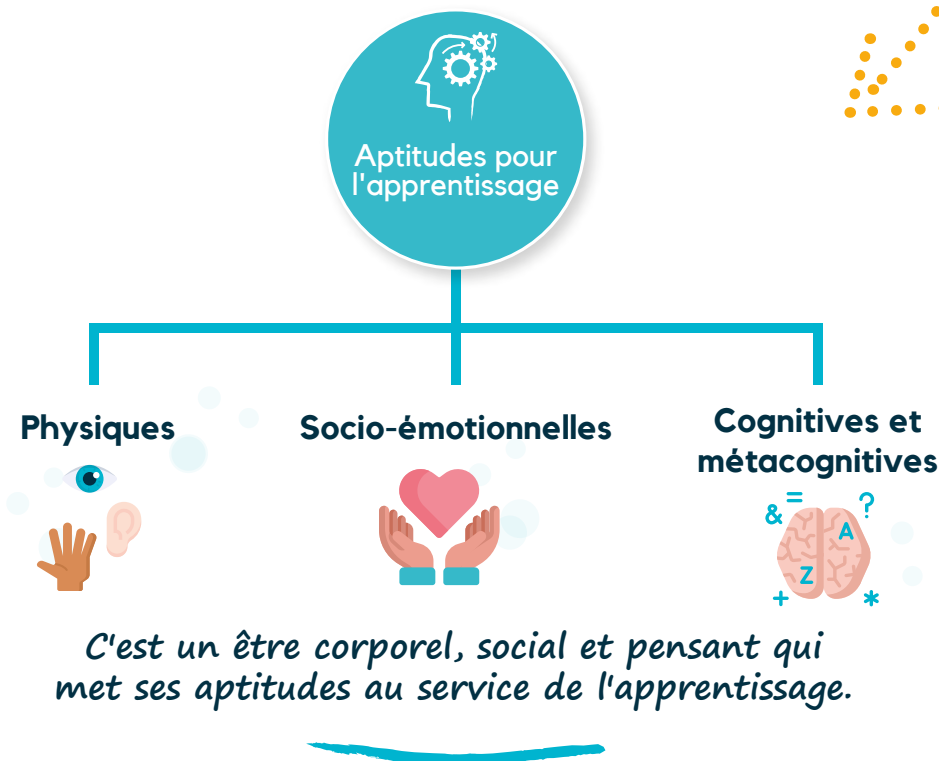 Aptitudes pour
l'apprentissage
Physiques
Socio-émotionnelles
Cognitives et
métacognitives
& = ?
A
Z
+ *
C'est un être corporel, social et pensant qui
met ses aptitudes au service de l'apprentissage.